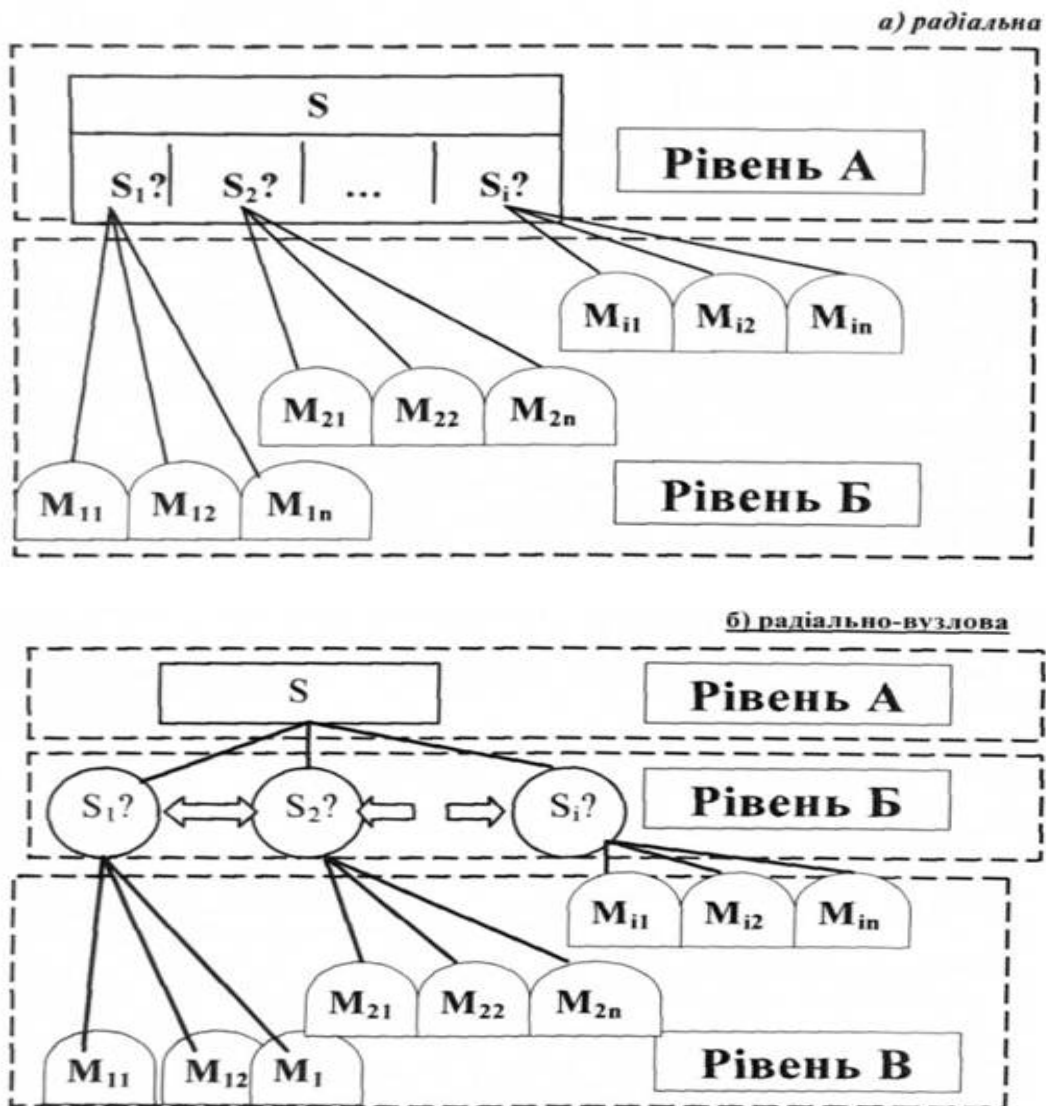 а) радіальна
S
Рівень А
S₁? S₂? ... Sᵢ?
Mᵢ₁ Mᵢ₂ Mᵢₙ
M₂₁ M₂₂ M₂ₙ
Рівень Б
M₁₁ M₁₂ M₁ₙ
б) радіально-вузлова
S Рівень А
S₁? S₂? Sᵢ? Рівень Б
Mᵢ₁ Mᵢ₂ Mᵢₙ
M₂₁ M₂₂ M₂ₙ
M₁₁ M₁₂ M₁ Рівень В